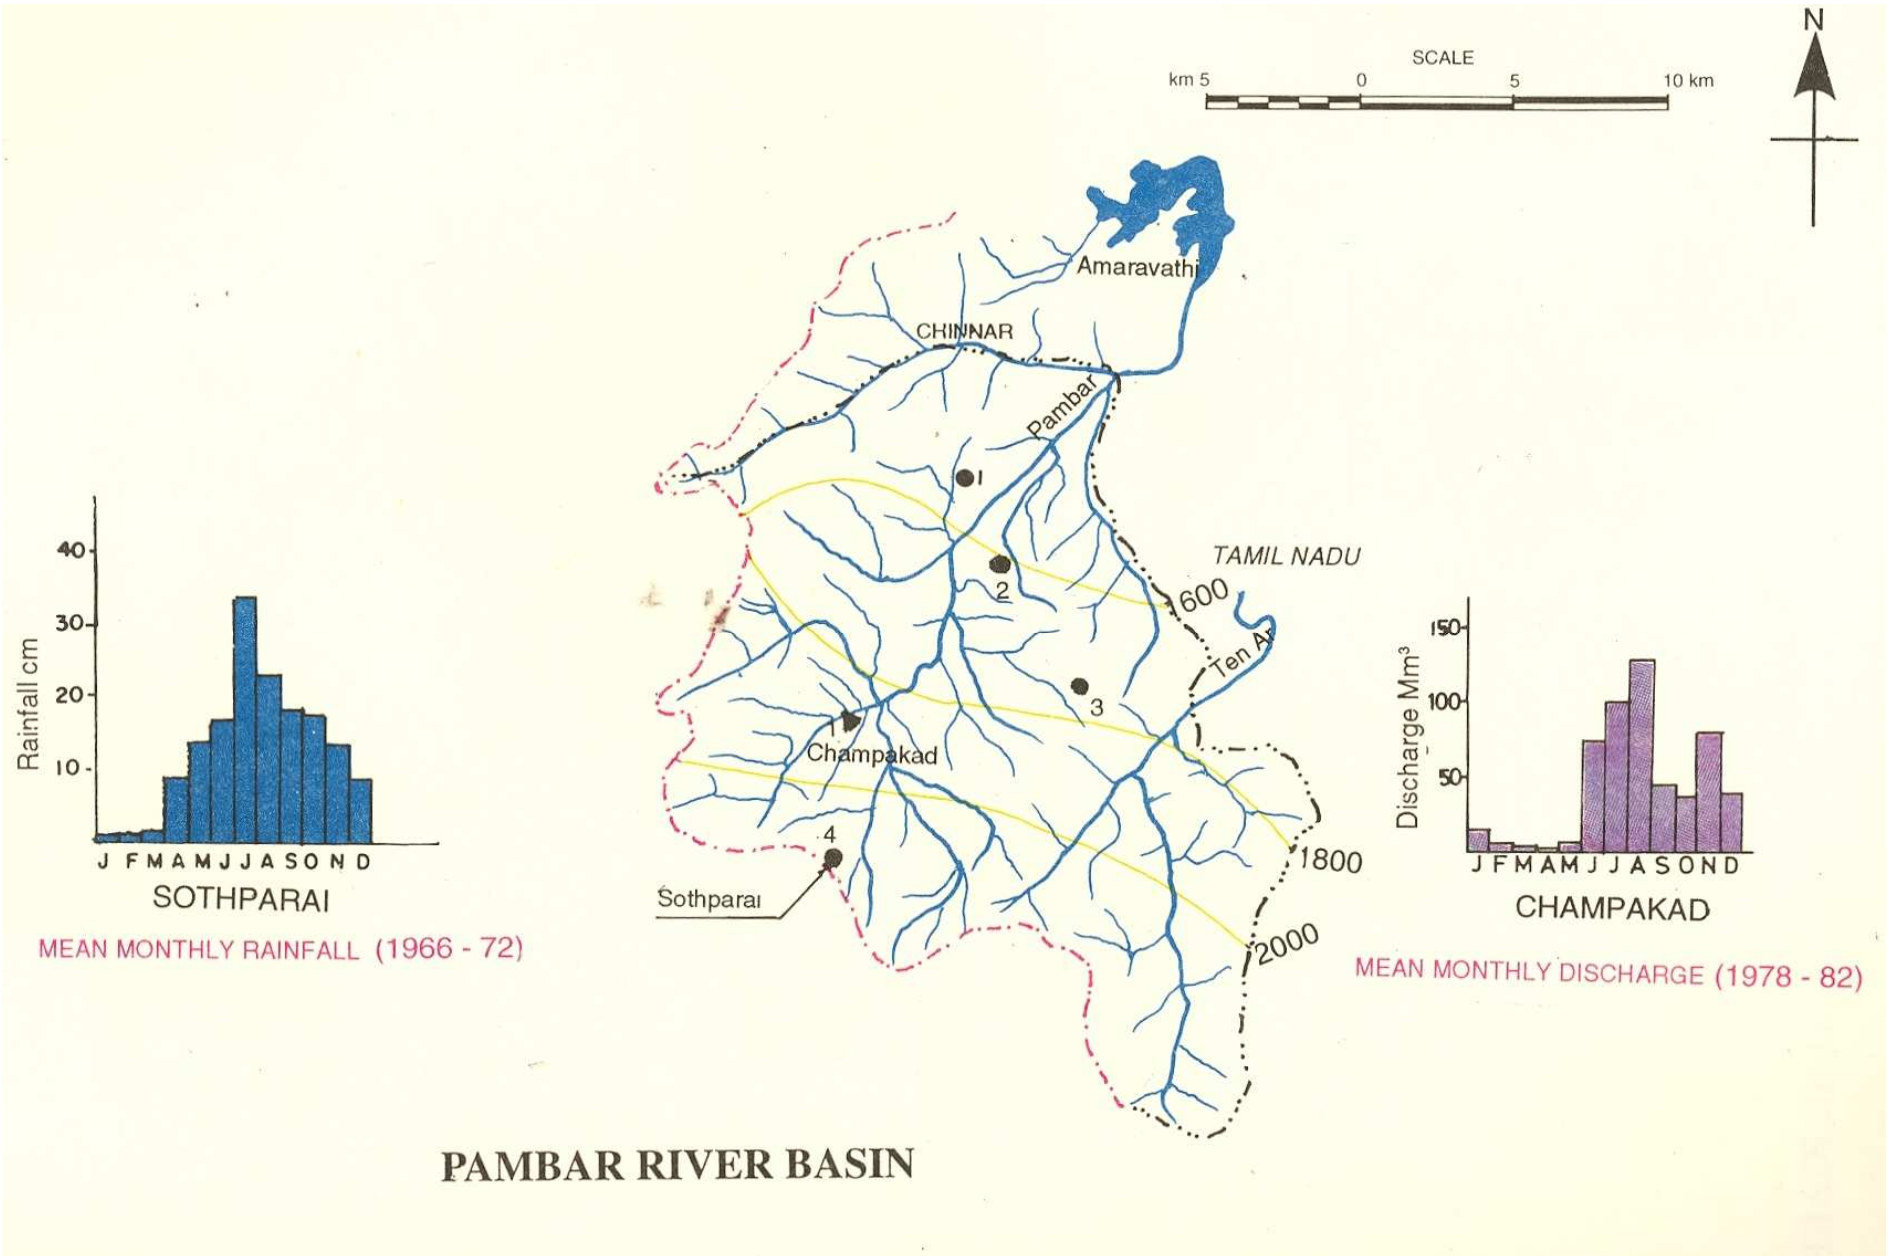 N
SCALE
km 5 0 5 10 km
Amaravathi
CHINNAR
Pambar
1
2
TAMIL NADU
1600
Ten Ar
3
1
Champakad
4
Sothparai
1800
2000
Rainfall cm
40
30
20
10
J F M A M J J A S O N D
SOTHPARAI
MEAN MONTHLY RAINFALL (1966 - 72)
Discharge Mm³
150
100
50
J F M A M J J A S O N D
CHAMPAKAD
MEAN MONTHLY DISCHARGE (1978 - 82)
PAMBAR RIVER BASIN